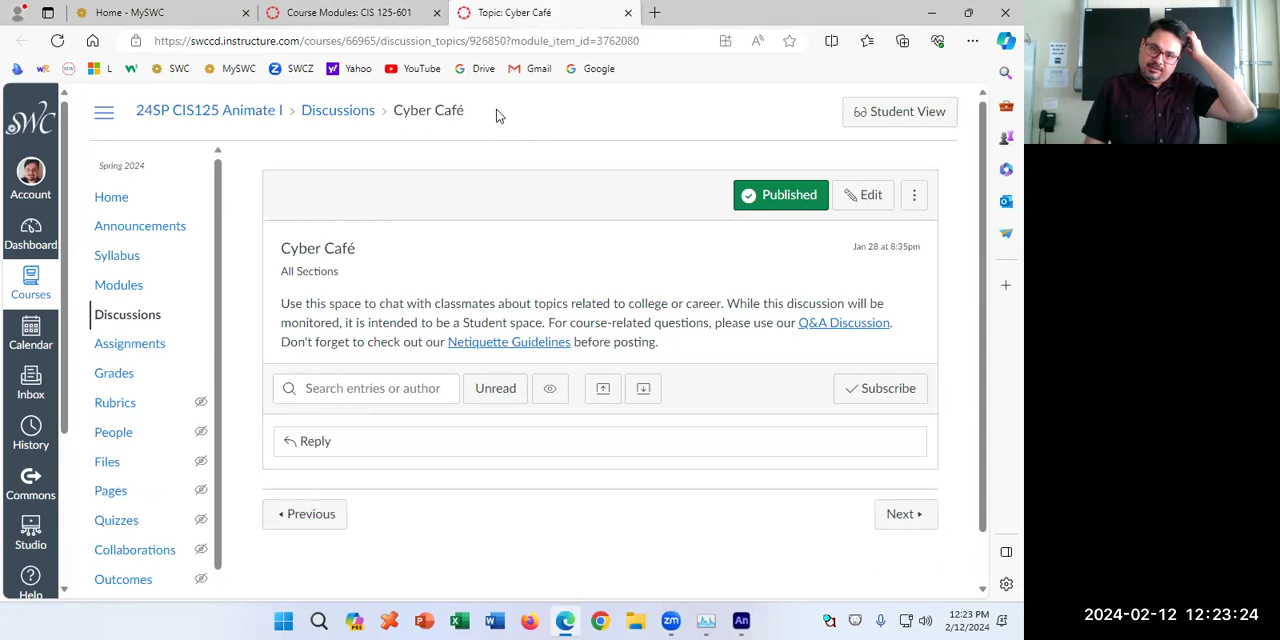 Home - MySWC
Course Modules: CIS 125-601
Topic: Cyber Café
https://swccd.instructure.com/courses/66965/discussion_topics/926850?module_item_id=3762080
L
SWC
MySWC
SWCZ
Yahoo
YouTube
Drive
Gmail
Google
SWC
24SP CIS125 Animate I
Discussions
Cyber Café
Student View
Account
Dashboard
Courses
Calendar
Inbox
History
Commons
Studio
Help
Spring 2024
Home
Announcements
Syllabus
Modules
Discussions
Assignments
Grades
Rubrics
People
Files
Pages
Quizzes
Collaborations
Outcomes
Published
Edit
Cyber Café
Jan 28 at 8:35pm
All Sections
Use this space to chat with classmates about topics related to college or career. While this discussion will be
monitored, it is intended to be a Student space. For course-related questions, please use our Q&A Discussion.
Don't forget to check out our Netiquette Guidelines before posting.
Search entries or author
Unread
Subscribe
Reply
Previous
Next
12:23 PM
2/12/2024
2024-02-12 12:23:24